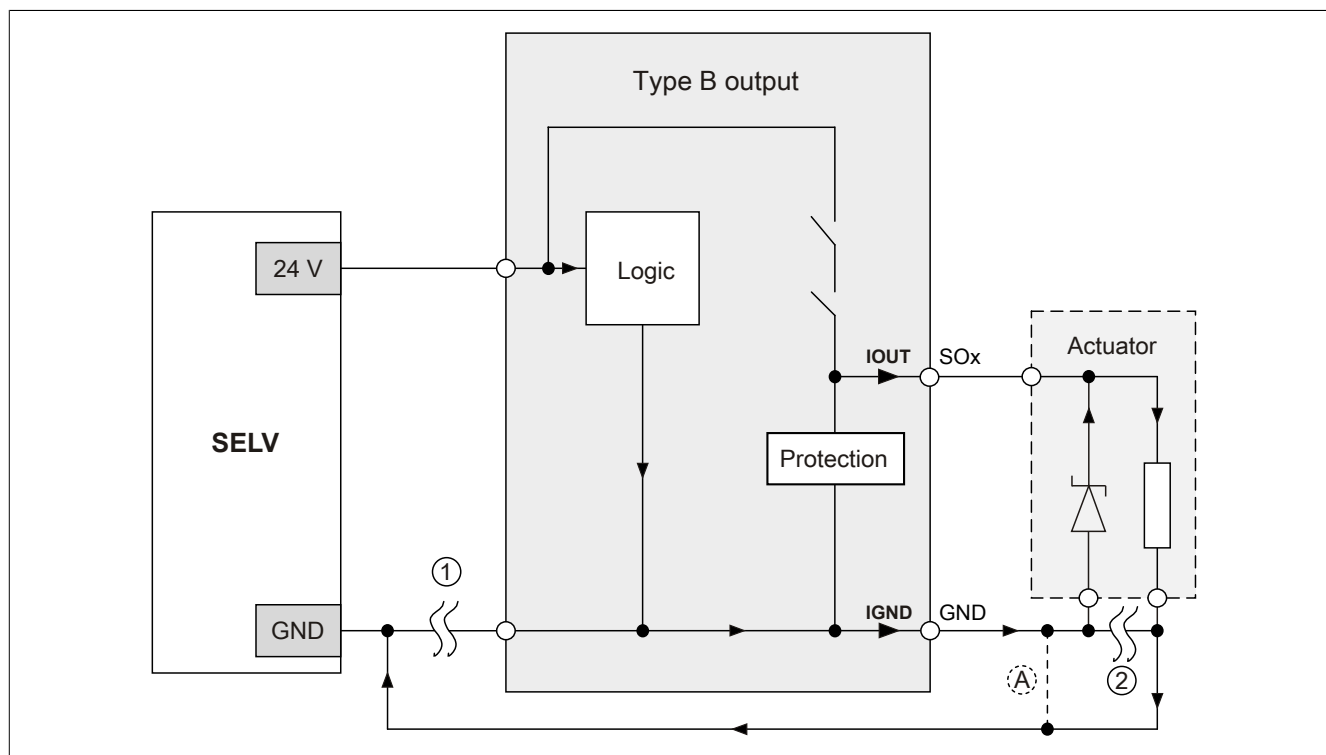 Type B output
24 V
Logic
IOUT
SOx
Actuator
SELV
Protection
①
GND
IGND
GND
Ⓐ
②